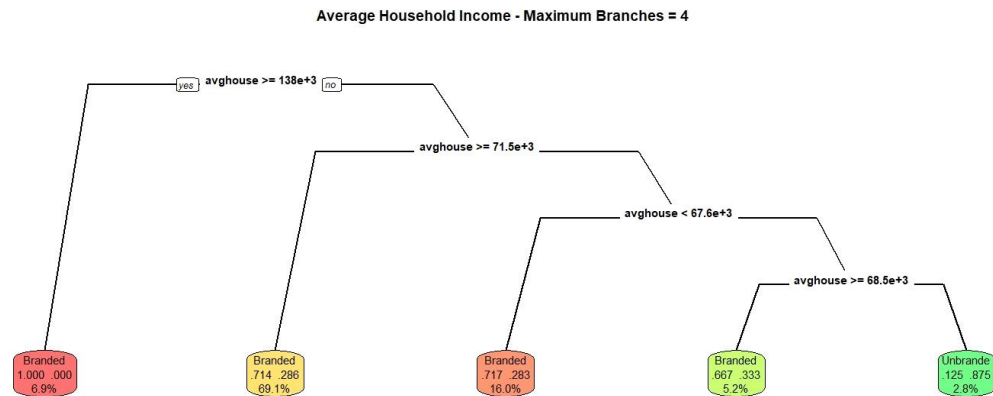 Average Household Income - Maximum Branches = 4
yes avghouse >= 138e+3 no
avghouse >= 71.5e+3
avghouse < 67.6e+3
avghouse >= 68.5e+3
Branded
1.000 .000
6.9%
Branded
.714 .286
69.1%
Branded
.717 .283
16.0%
Branded
.667 .333
5.2%
Unbrande
.125 .875
2.8%